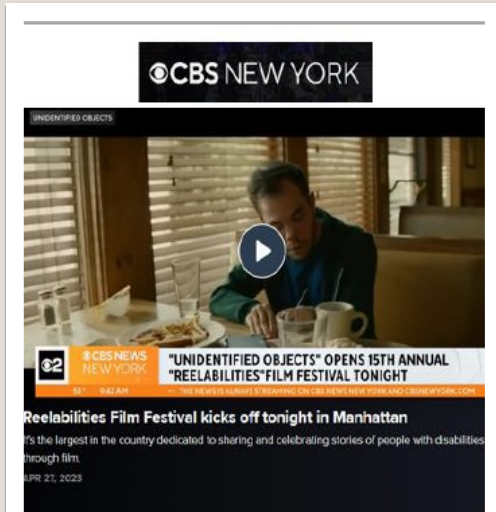 CBS NEW YORK
UNIDENTIFIED OBJECTS
2 CBS NEWS
NEW YORK
"UNIDENTIFIED OBJECTS" OPENS 15TH ANNUAL
"REELABILITIES"FILM FESTIVAL TONIGHT
53° 9:42 AM THE NEWS IS ALWAYS STREAMING ON CBS NEWS NEW YORK AND CBSNEWYORK.COM
Reelabilities Film Festival kicks off tonight in Manhattan
It's the largest in the country dedicated to sharing and celebrating stories of people with disabilities
through film.
APR 27, 2023